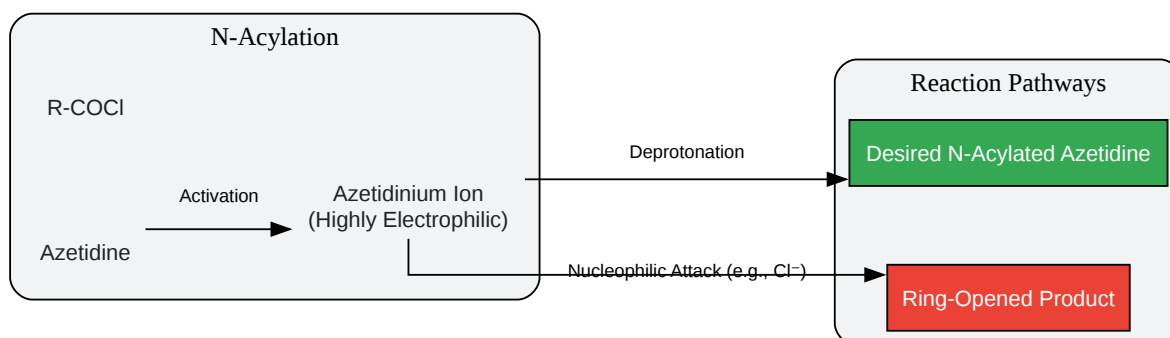 N-Acylation
R-COCl
Azetidine
Activation
Azetidinium Ion
(Highly Electrophilic)
Deprotonation
Nucleophilic Attack (e.g., Cl⁻)
Reaction Pathways
Desired N-Acylated Azetidine
Ring-Opened Product